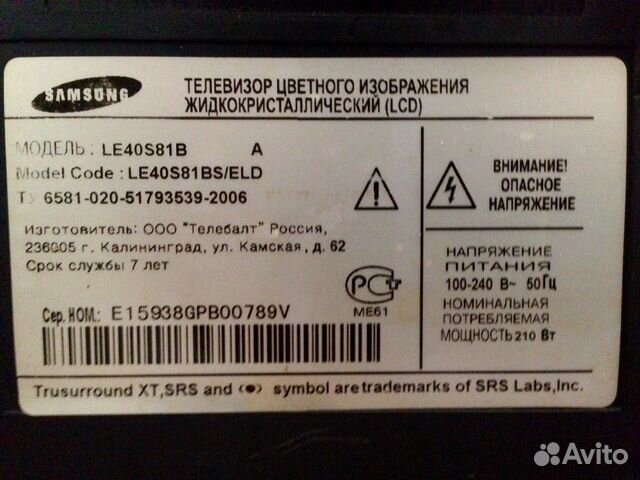 SAMSUNG
ТЕЛЕВИЗОР ЦВЕТНОГО ИЗОБРАЖЕНИЯ
ЖИДКОКРИСТАЛЛИЧЕСКИЙ (LCD)
МОДЕЛЬ : LE40S81B A
Model Code : LE40S81BS/ELD
ТУ 6581-020-51793539-2006
Изготовитель: ООО "Телебалт" Россия,
236005 г. Калининград, ул. Камская, д. 62
Срок службы 7 лет
РСТ
ME61
Сер. НОМ.: E15938GPB00789V
ВНИМАНИЕ!
ОПАСНОЕ
НАПРЯЖЕНИЕ
НАПРЯЖЕНИЕ
ПИТАНИЯ
100-240 В~ 50Гц
НОМИНАЛЬНАЯ
ПОТРЕБЛЯЕМАЯ
МОЩНОСТЬ 210 Вт
Trusurround XT,SRS and (●) symbol are trademarks of SRS Labs,Inc.
Avito